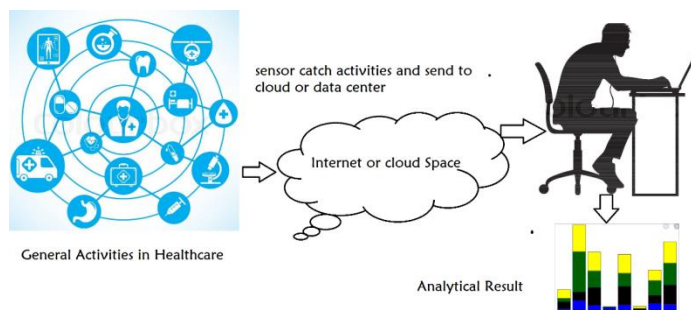 sensor catch activities and send to
cloud or data center
Internet or cloud Space
General Activities in Healthcare
Analytical Result